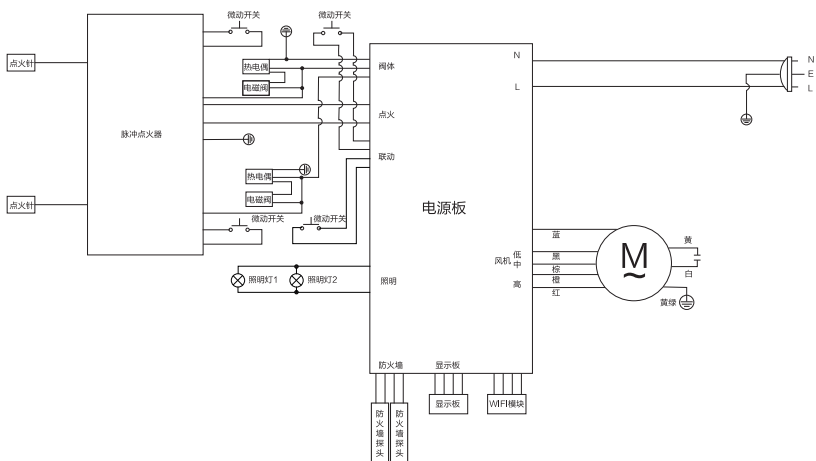 微动开关
微动开关
点火针
热电偶
电磁阀
脉冲点火器
热电偶
电磁阀
点火针
微动开关
微动开关
照明灯1
照明灯2
阀体
点火
联动
电源板
照明
防火墙
显示板
N
L
风机
低
中
高
蓝
黑
棕
橙
红
M
~
黄
白
黄绿
N
E
L
防火墙探头
防火墙探头
显示板
WIFI模块